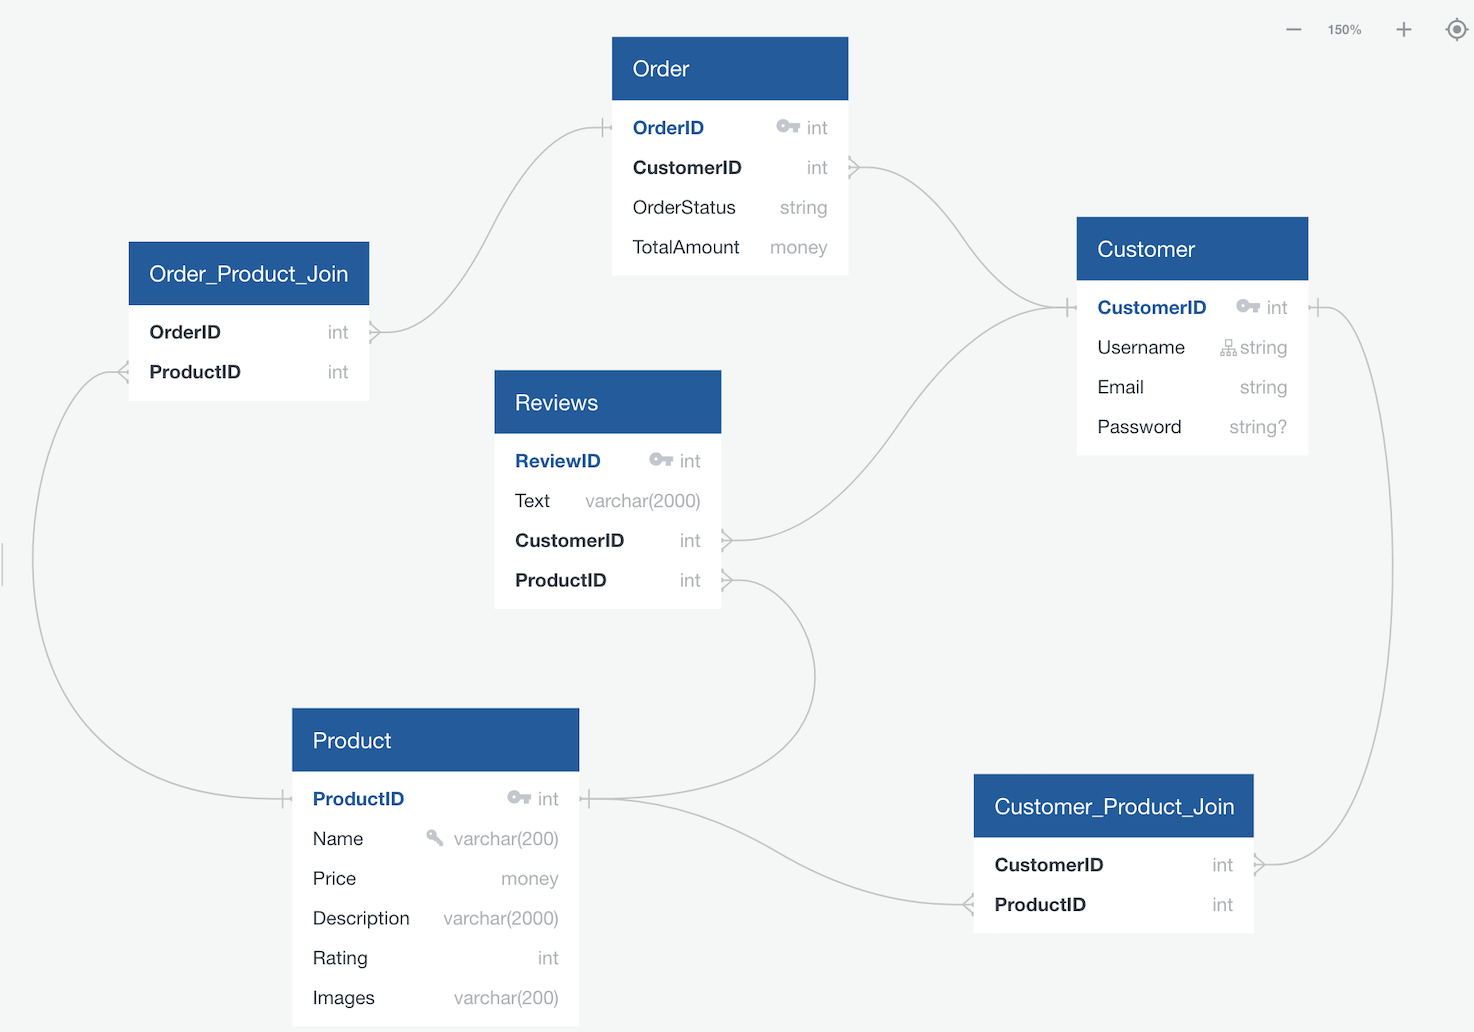 150%
Order
OrderID int
CustomerID int
OrderStatus string
TotalAmount money
Customer
CustomerID int
Username string
Email string
Password string?
Order_Product_Join
OrderID int
ProductID int
Reviews
ReviewID int
Text varchar(2000)
CustomerID int
ProductID int
Product
ProductID int
Name varchar(200)
Price money
Description varchar(2000)
Rating int
Images varchar(200)
Customer_Product_Join
CustomerID int
ProductID int